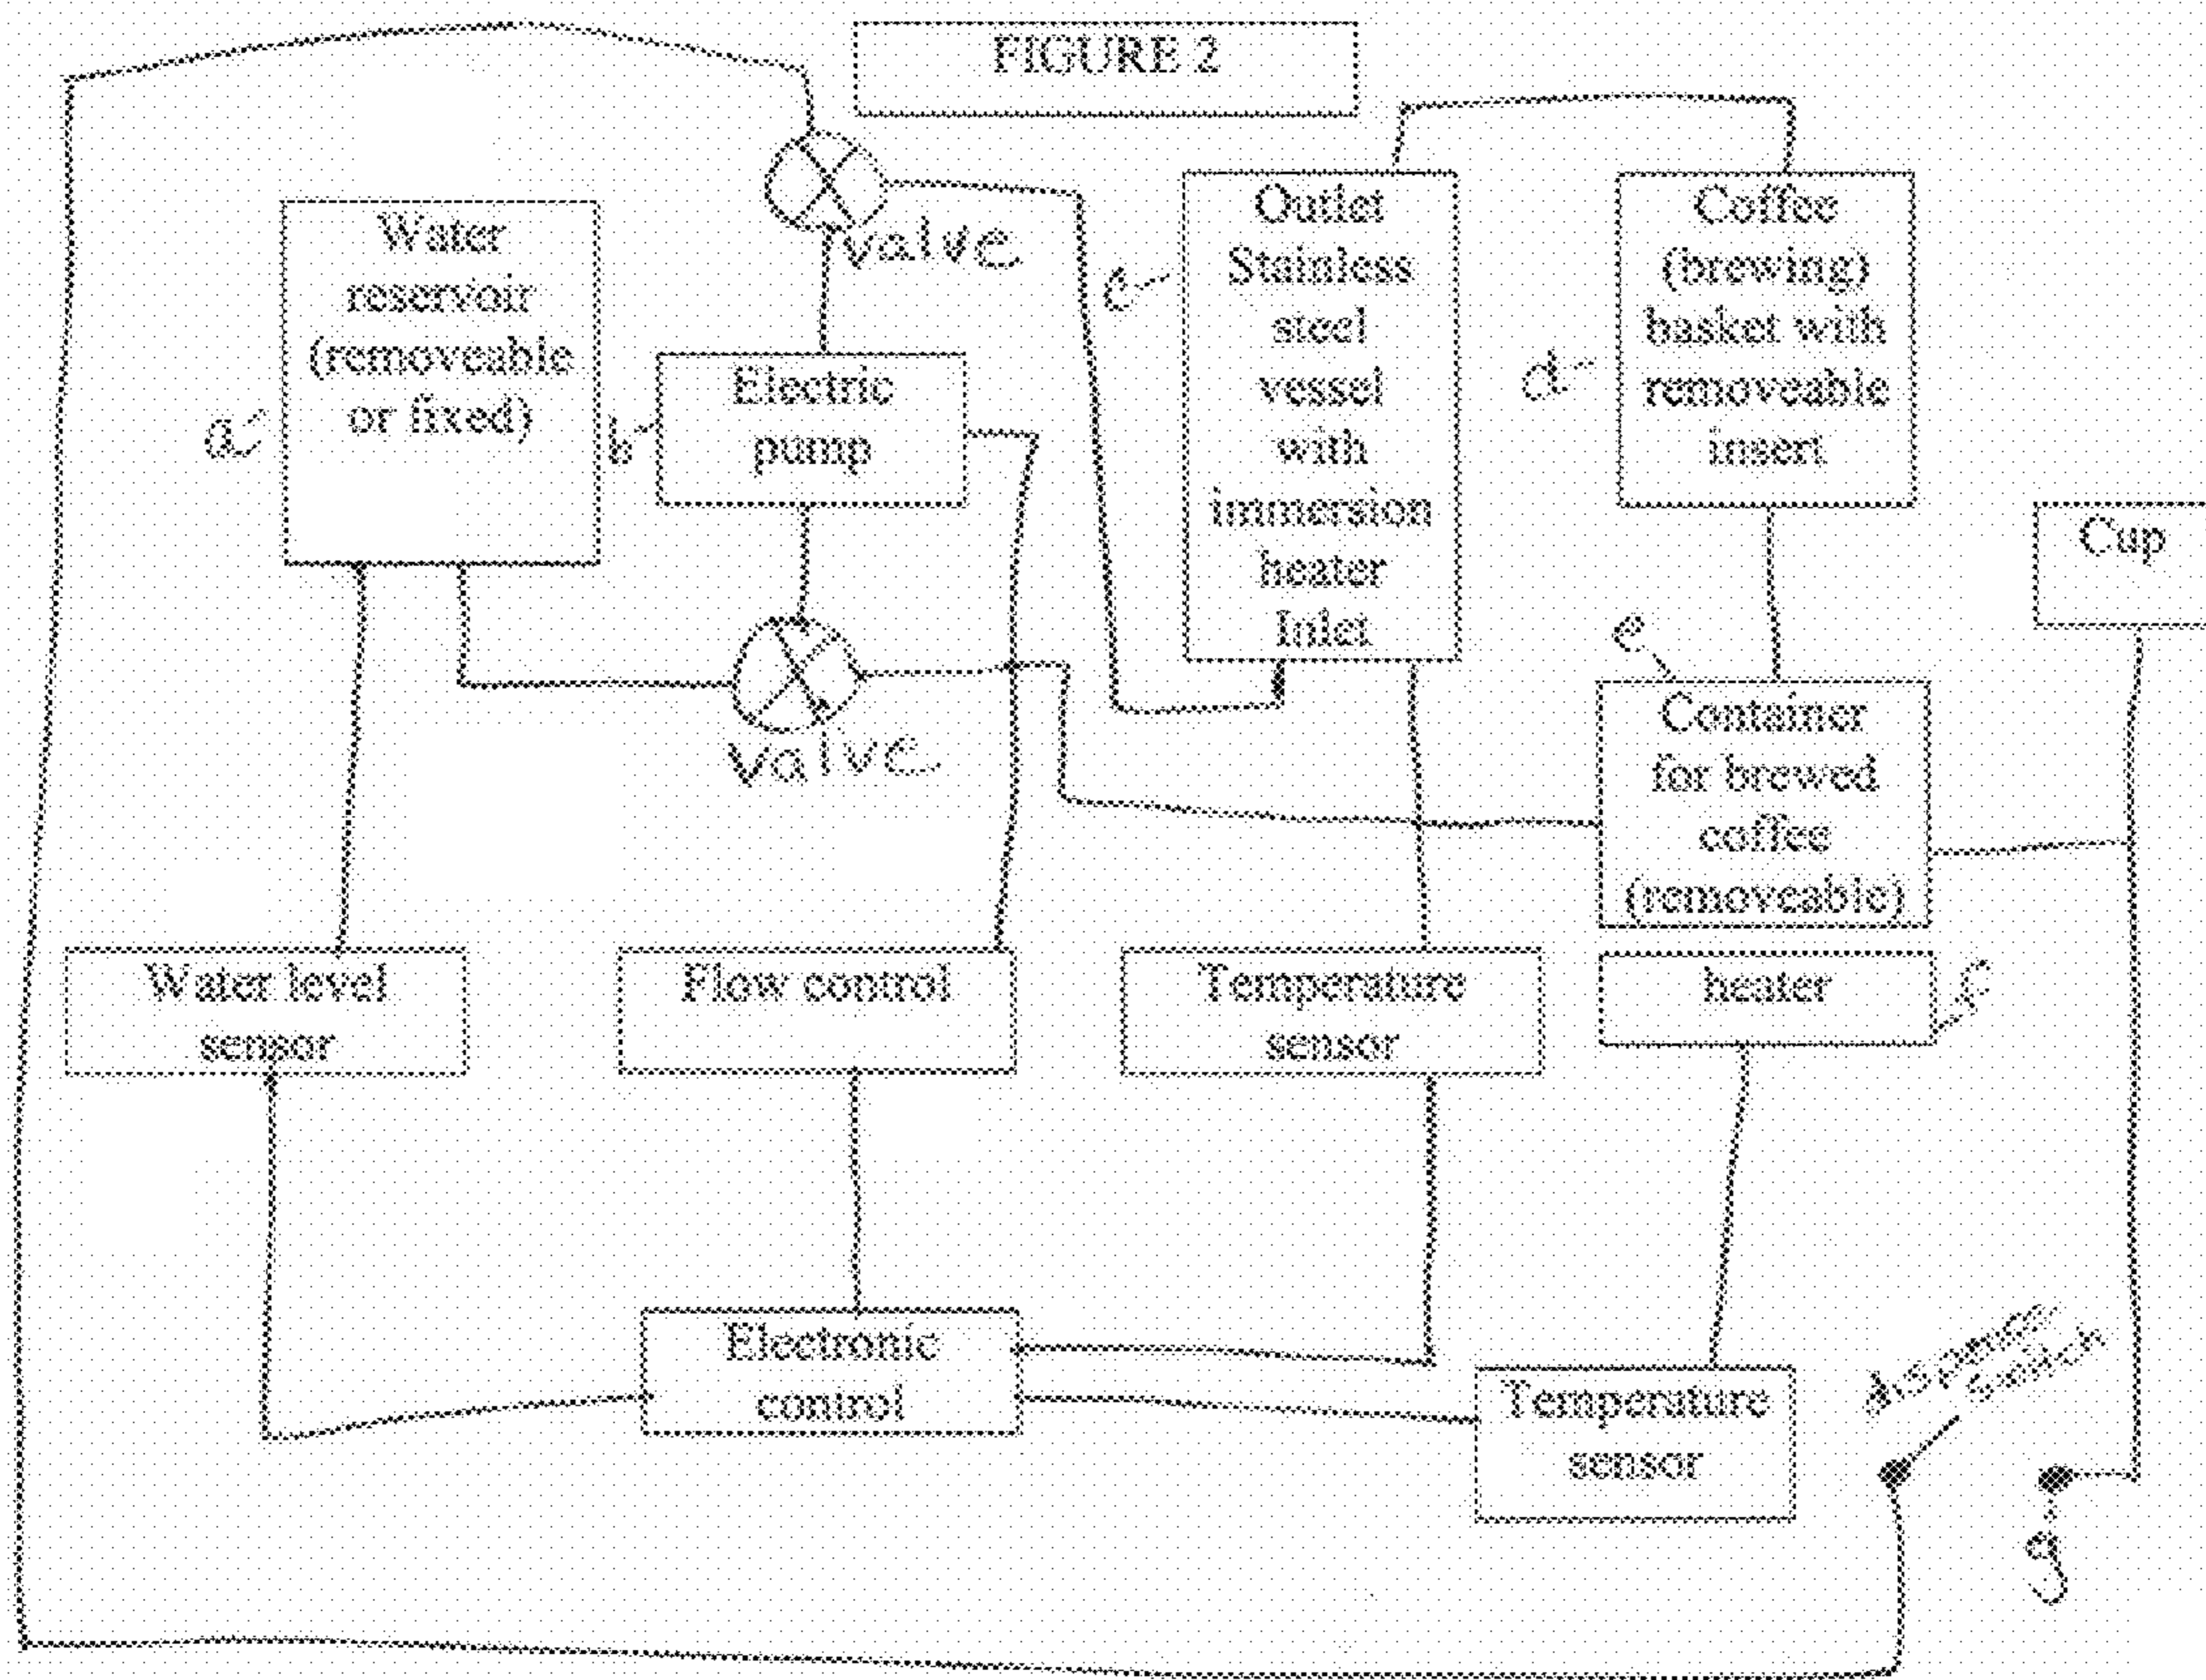 FIGURE 2
Water
reservoir
(removeable
or fixed)
a
valve
Electric
pump
b
valve
c
Outlet
Stainless
steel
vessel
with
immersion
heater
Inlet
d
Coffee
(brewing)
basket with
removeable
insert
Cup
e
Container
for brewed
coffee
(removeable)
Water level
sensor
Flow control
Temperature
sensor
heater
f
Electronic
control
Temperature
sensor
dispense
switch
g